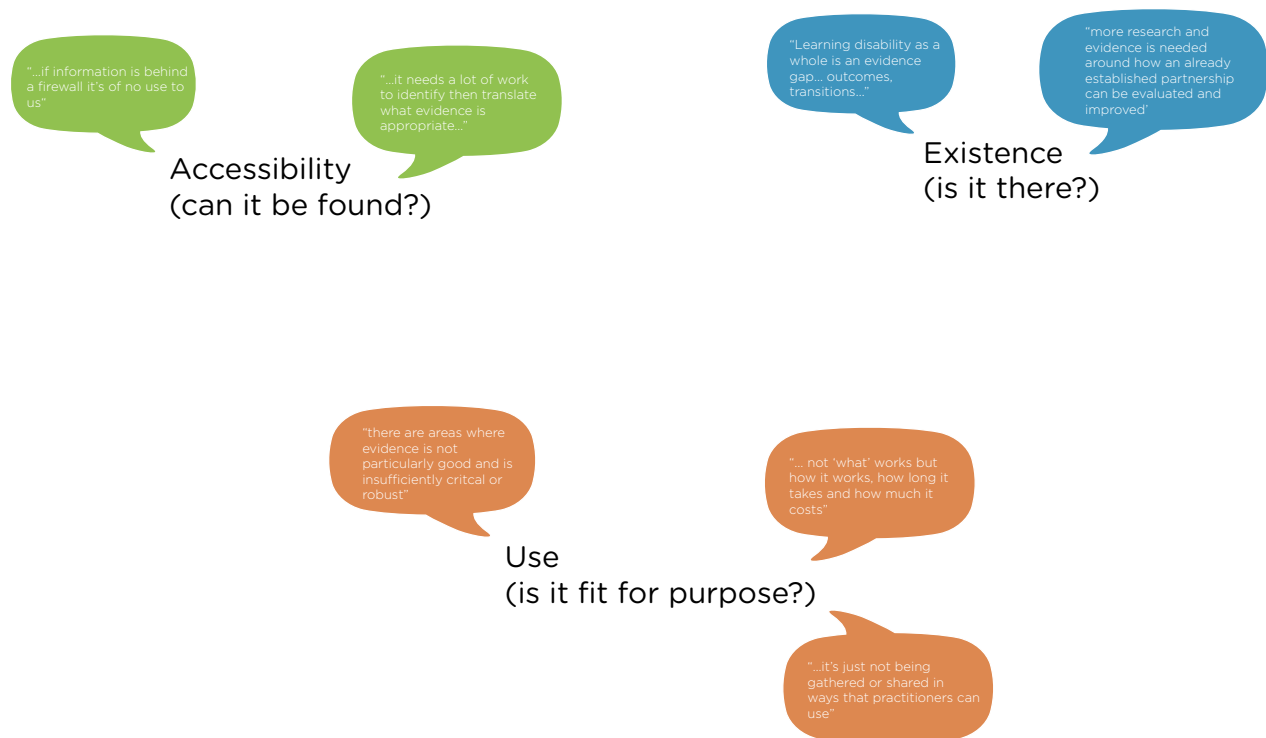 “...if information is behind
a firewall it’s of no use to
us”
“...it needs a lot of work
to identify then translate
what evidence is
appropriate...”
Accessibility
(can it be found?)
“Learning disability as a
whole is an evidence
gap... outcomes,
transitions...”
“more research and
evidence is needed
around how an already
established partnership
can be evaluated and
improved’
Existence
(is it there?)
“there are areas where
evidence is not
particularly good and is
insufficiently critcal or
robust”
“... not ‘what’ works but
how it works, how long it
takes and how much it
costs”
Use
(is it fit for purpose?)
“...it’s just not being
gathered or shared in
ways that practitioners can
use”